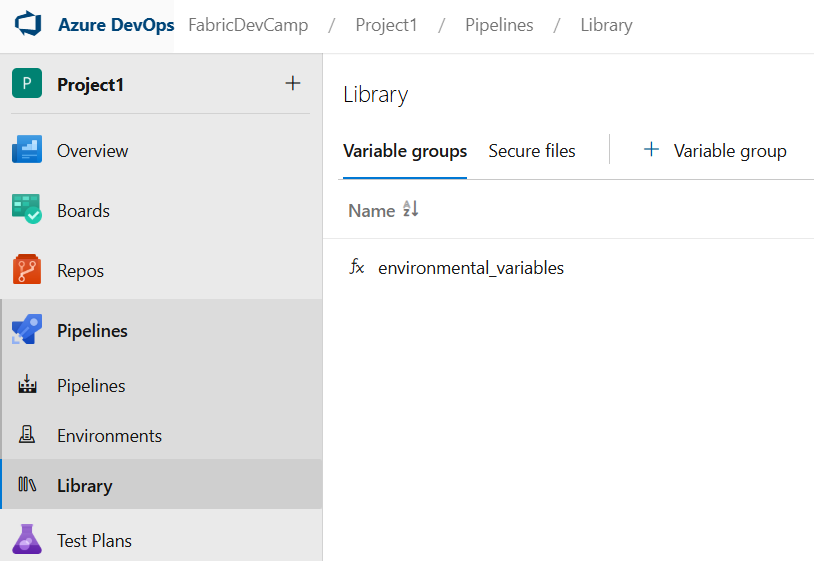 Azure DevOps FabricDevCamp / Project1 / Pipelines / Library
P Project1 +
Overview
Boards
Repos
Pipelines
Pipelines
Environments
Library
Test Plans
Library
Variable groups Secure files + Variable group
Name
fx environmental_variables